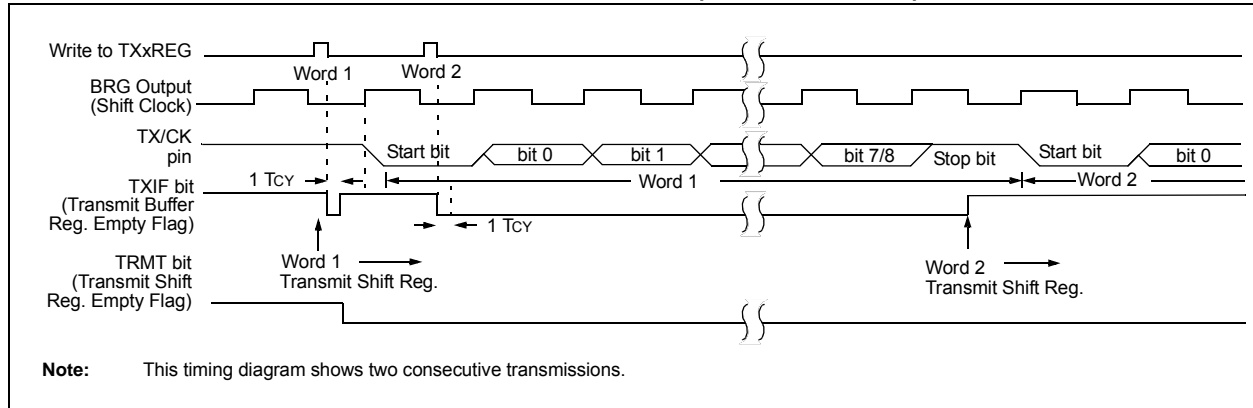 Write to TXxREG
Word 1
Word 2
BRG Output
(Shift Clock)
TX/CK
pin
Start bit
bit 0
bit 1
bit 7/8
Stop bit
Start bit
bit 0
1 TCY
Word 1
Word 2
TXIF bit
(Transmit Buffer
Reg. Empty Flag)
1 TCY
Word 1
Transmit Shift Reg.
Word 2
Transmit Shift Reg.
TRMT bit
(Transmit Shift
Reg. Empty Flag)
Note: This timing diagram shows two consecutive transmissions.